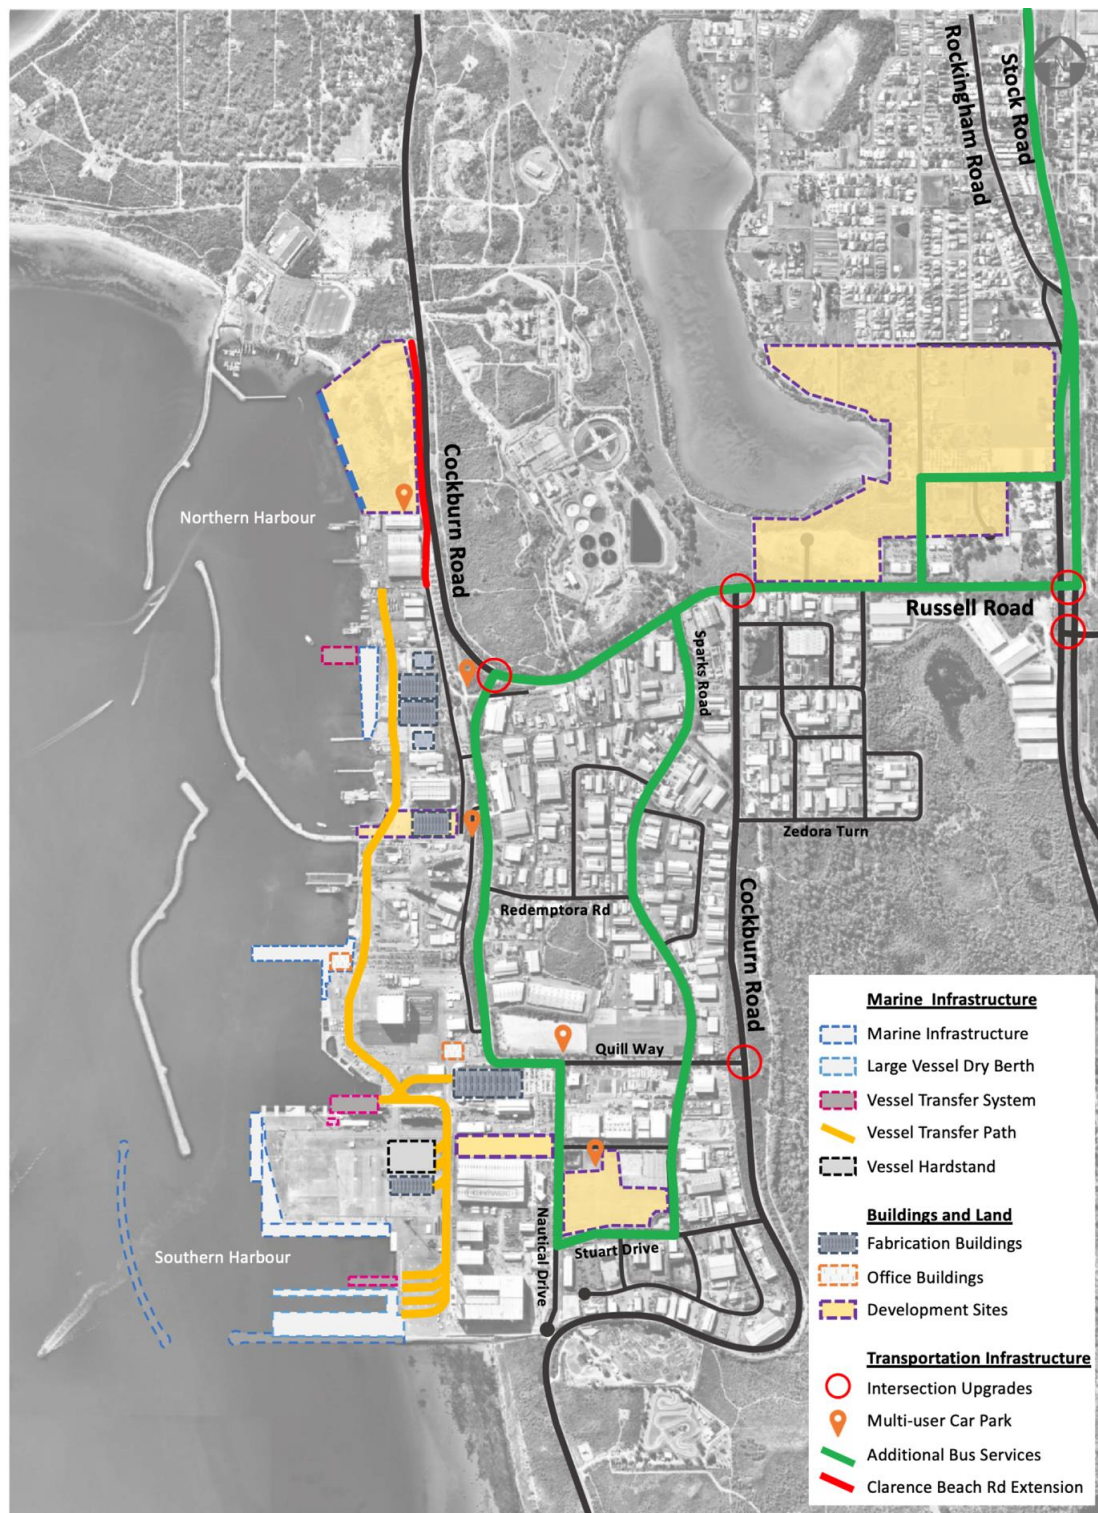 Rockingham Road
Stock Road
N
Cockburn Road
Northern Harbour
Russell Road
Sparks Road
Zedora Turn
Redemptora Rd
Cockburn Road
Quill Way
Southern Harbour
Nautical Drive
Stuart Drive
Marine Infrastructure
Marine Infrastructure
Large Vessel Dry Berth
Vessel Transfer System
Vessel Transfer Path
Vessel Hardstand
Buildings and Land
Fabrication Buildings
Office Buildings
Development Sites
Transportation Infrastructure
Intersection Upgrades
Multi-user Car Park
Additional Bus Services
Clarence Beach Rd Extension